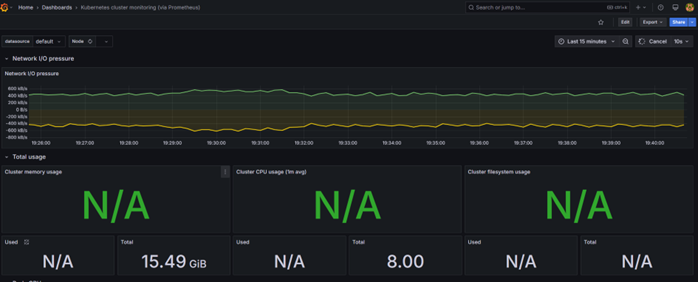 Home > Dashboards > Kubernetes cluster monitoring (via Prometheus)
Search or jump to... ctrl+k
Edit Export Share
datasource default Node
Last 15 minutes Cancel 10s
Network I/O pressure
Network I/O pressure
600 kB/s
400 kB/s
200 kB/s
0 B/s
-200 kB/s
-400 kB/s
-600 kB/s
-800 kB/s
19:26:00 19:27:00 19:28:00 19:29:00 19:30:00 19:31:00 19:32:00 19:33:00 19:34:00 19:35:00 19:36:00 19:37:00 19:38:00 19:39:00 19:40:00
Total usage
Cluster memory usage
N/A
Cluster CPU usage (1m avg)
N/A
Cluster filesystem usage
N/A
Used
N/A
Total
15.49 GiB
Used
N/A
Total
8.00
Used
N/A
Total
N/A